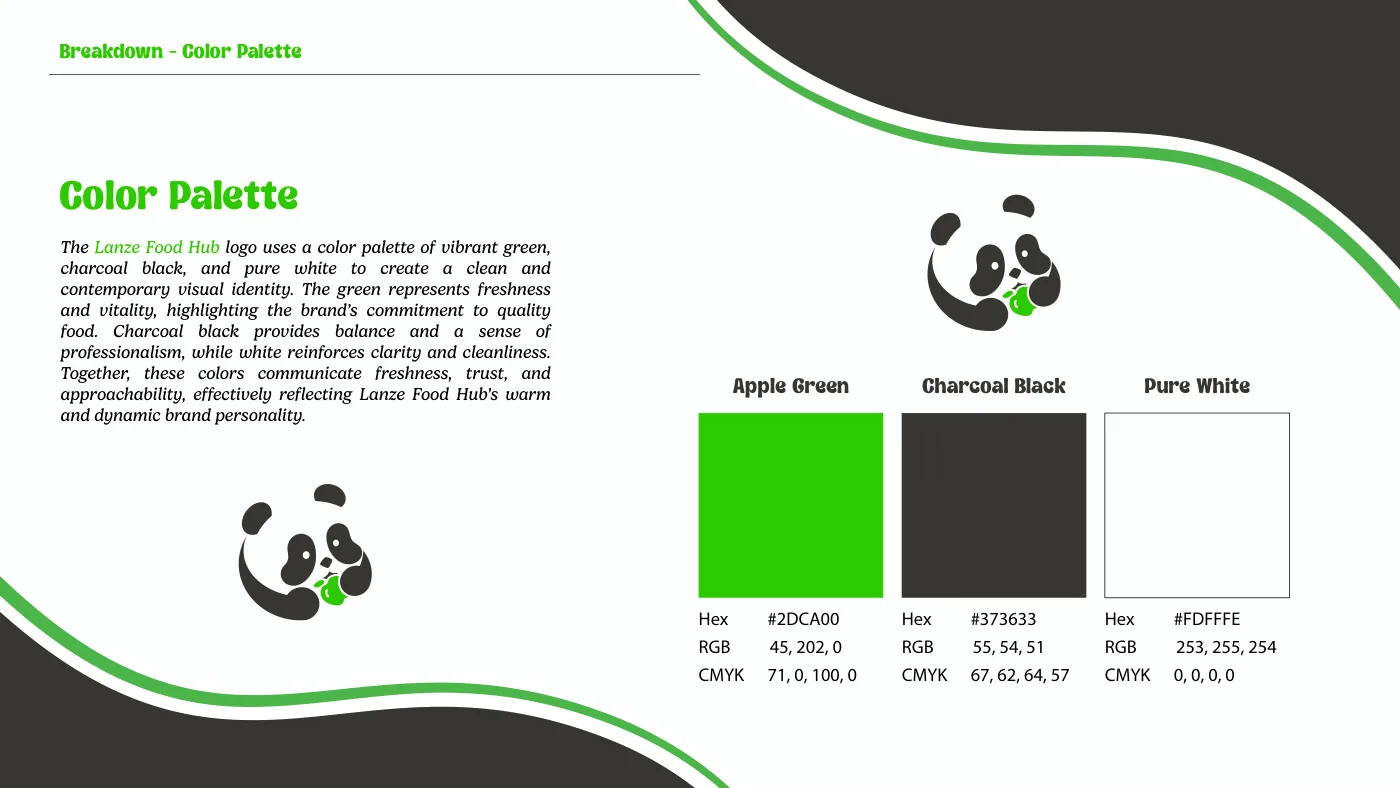 Breakdown - Color Palette
Color Palette
The Lanze Food Hub logo uses a color palette of vibrant green,
charcoal black, and pure white to create a clean and
contemporary visual identity. The green represents freshness
and vitality, highlighting the brand's commitment to quality
food. Charcoal black provides balance and a sense of
professionalism, while white reinforces clarity and cleanliness.
Together, these colors communicate freshness, trust, and
approachability, effectively reflecting Lanze Food Hub's warm
and dynamic brand personality.
Apple Green
Hex #2DCA00
RGB 45, 202, 0
CMYK 71, 0, 100, 0
Charcoal Black
Hex #373633
RGB 55, 54, 51
CMYK 67, 62, 64, 57
Pure White
Hex #FDFFFE
RGB 253, 255, 254
CMYK 0, 0, 0, 0